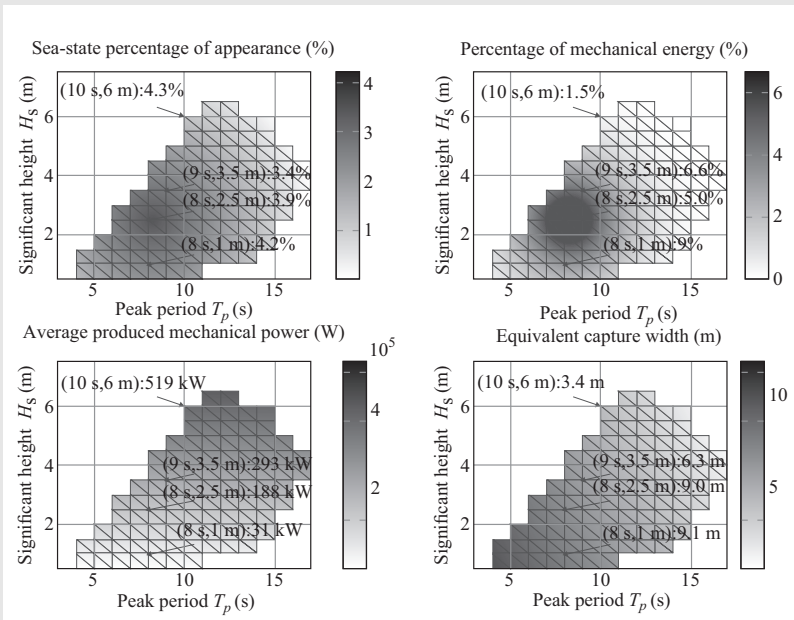 Sea-state percentage of appearance (%)
Significant height H_s (m)
6
4
2
5
10
15
Peak period T_p (s)
(10 s,6 m):4.3%
(9 s,3.5 m):3.4%
(8 s,2.5 m):3.9%
(8 s,1 m):4.2%
4
3
2
1
Percentage of mechanical energy (%)
Significant height H_s (m)
6
4
2
5
10
15
Peak period T_p (s)
(10 s,6 m):1.5%
(9 s,3.5 m):6.6%
(8 s,2.5 m):5.0%
(8 s,1 m):9%
6
4
2
0
Average produced mechanical power (W)
Significant height H_s (m)
6
4
2
5
10
15
Peak period T_p (s)
(10 s,6 m):519 kW
(9 s,3.5 m):293 kW
(8 s,2.5 m):188 kW
(8 s,1 m):31 kW
10^5
4
2
Equivalent capture width (m)
Significant height H_s (m)
6
4
2
5
10
15
Peak period T_p (s)
(10 s,6 m):3.4 m
(9 s,3.5 m):6.3 m
(8 s,2.5 m):9.0 m
(8 s,1 m):9.1 m
10
5